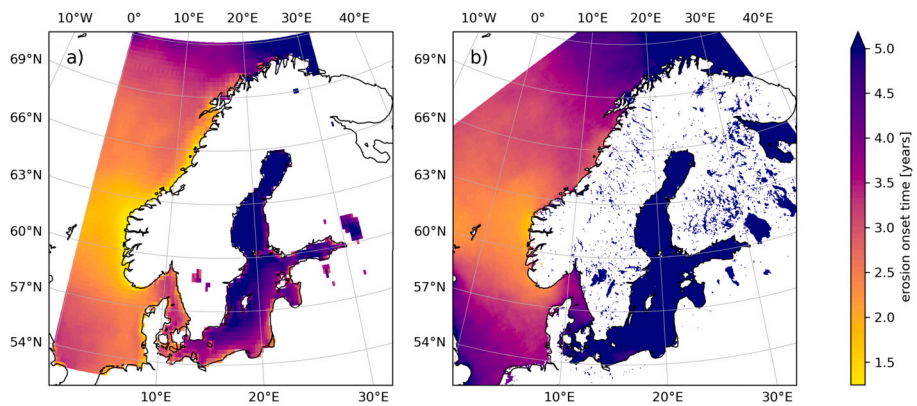 10°W 0° 10°E 20°E 30°E 40°E
a)
69°N
66°N
63°N
60°N
57°N
54°N
10°E 20°E 30°E
10°W 0° 10°E 20°E 30°E 40°E
b)
69°N
66°N
63°N
60°N
57°N
54°N
10°E 20°E 30°E
5.0
4.5
4.0
3.5
3.0
2.5
2.0
1.5
erosion onset time [years]